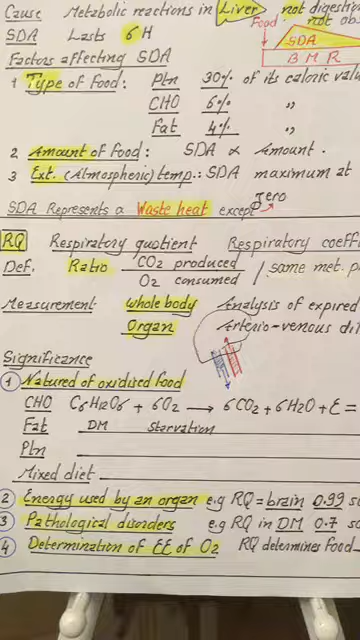 Cause Metabolic reactions in Liver, not digestion
not
SDA Lasts 6H
Food
SDA
B M R
Factors affecting SDA
1 Type of Food: Ptn 30% of its caloric
CHO 6% "
Fat 4% "
2 Amount of food: SDA ∝ Amount.
3 Ext. (Atmospheric) temp.: SDA maximum at
zero
SDA Represents a Waste heat except
RQ Respiratory quotient Respiratory
Def. Ratio CO2 produced / O2 consumed / same met.
Measurement whole body Analysis of expired
Organ Arterio-venous
Significance
1 Natured of oxidised food
CHO C6H12O6 + 6O2 → 6CO2 + 6H2O + E =
Fat DM starvation
Ptn
Mixed diet
2 Energy used by an organ e.g RQ = brain 0.99
3 Pathological disorders e.g RQ in DM 0.7
4 Determination of EE of O2 RQ determines food